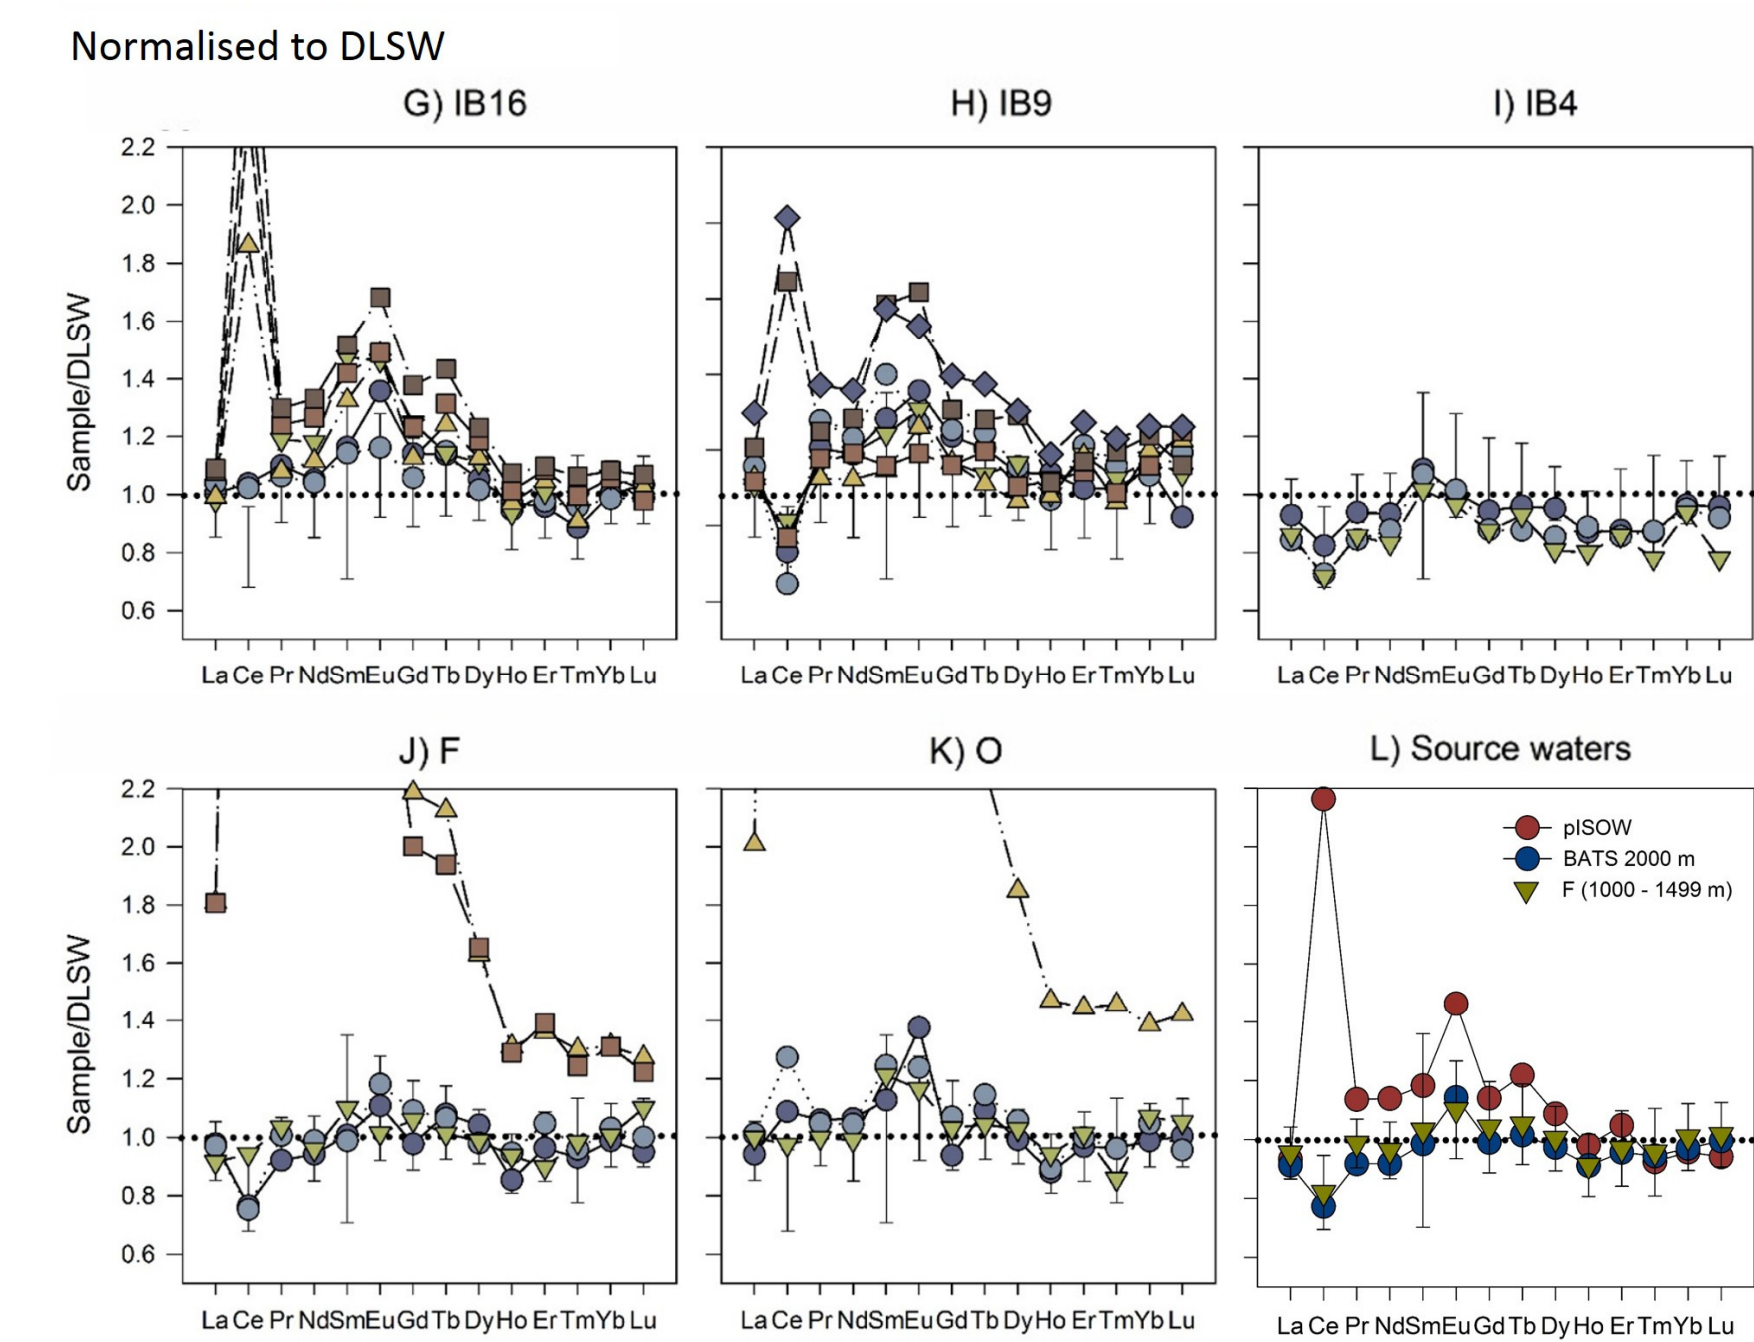 Normalised to DLSW
G) IB16
H) IB9
I) IB4
Sample/DLSW
2.2
2.0
1.8
1.6
1.4
1.2
1.0
0.8
0.6
La Ce Pr Nd Sm Eu Gd Tb Dy Ho Er Tm Yb Lu
La Ce Pr Nd Sm Eu Gd Tb Dy Ho Er Tm Yb Lu
La Ce Pr Nd Sm Eu Gd Tb Dy Ho Er Tm Yb Lu
J) F
K) O
L) Source waters
Sample/DLSW
2.2
2.0
1.8
1.6
1.4
1.2
1.0
0.8
0.6
pISOW
BATS 2000 m
F (1000 - 1499 m)
La Ce Pr Nd Sm Eu Gd Tb Dy Ho Er Tm Yb Lu
La Ce Pr Nd Sm Eu Gd Tb Dy Ho Er Tm Yb Lu
La Ce Pr Nd Sm Eu Gd Tb Dy Ho Er Tm Yb Lu